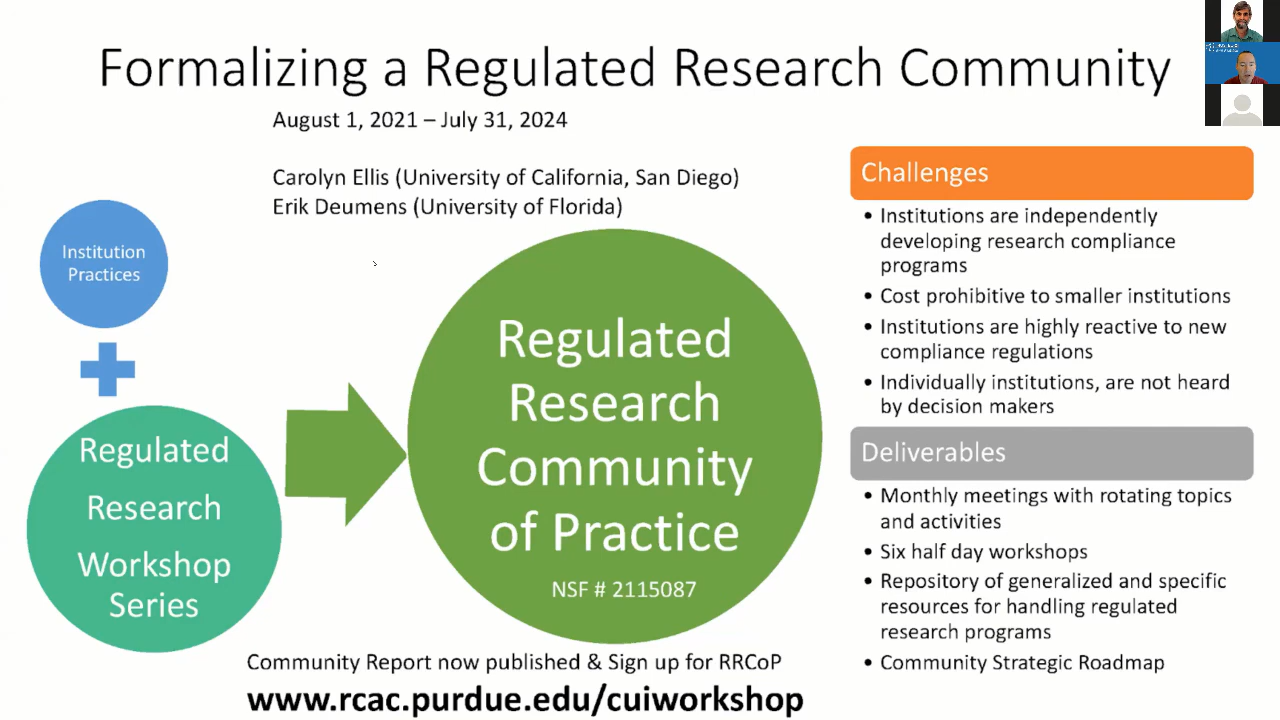 Formalizing a Regulated Research Community
August 1, 2021 – July 31, 2024
Carolyn Ellis (University of California, San Diego)
Erik Deumens (University of Florida)
Institution
Practices
Regulated
Research
Workshop
Series
Regulated
Research
Community
of Practice
NSF # 2115087
Community Report now published & Sign up for RRCoP
www.rcac.purdue.edu/cuiworkshop
Challenges
• Institutions are independently
developing research compliance
programs
• Cost prohibitive to smaller institutions
• Institutions are highly reactive to new
compliance regulations
• Individually institutions, are not heard
by decision makers
Deliverables
• Monthly meetings with rotating topics
and activities
• Six half day workshops
• Repository of generalized and specific
resources for handling regulated
research programs
• Community Strategic Roadmap